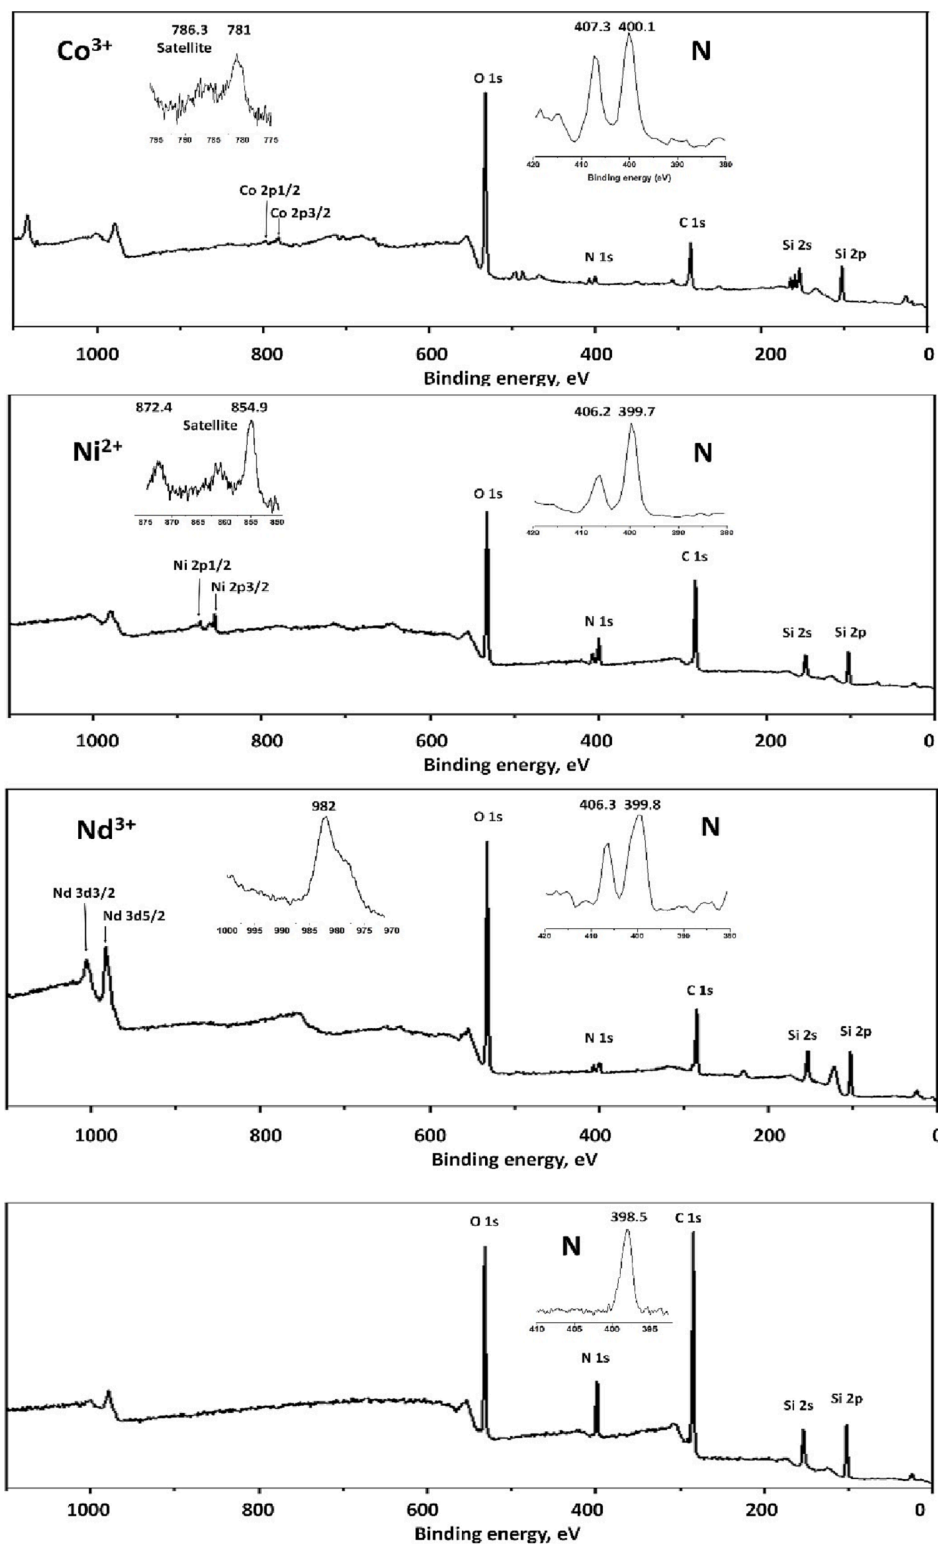 786.3 781
Satellite
Co3+
785 780 785 780 775
407.3 400.1
N
420 410 400 390 380
Binding energy (eV)
O 1s
Co 2p1/2
Co 2p3/2
N 1s
C 1s
Si 2s
Si 2p
1000 800 600 400 200 0
Binding energy, eV
872.4 854.9
Satellite
Ni2+
875 870 865 860 855 850
406.2 399.7
N
420 410 400 390 380
O 1s
Ni 2p1/2
Ni 2p3/2
N 1s
C 1s
Si 2s
Si 2p
1000 800 600 400 200 0
Binding energy, eV
982
Nd3+
1000 995 990 985 980 975 970
406.3 399.8
N
420 410 400 390 380
O 1s
Nd 3d3/2
Nd 3d5/2
N 1s
C 1s
Si 2s
Si 2p
1000 800 600 400 200 0
Binding energy, eV
O 1s
398.5
N
410 405 400 395
C 1s
N 1s
Si 2s
Si 2p
1000 800 600 400 200 0
Binding energy, eV